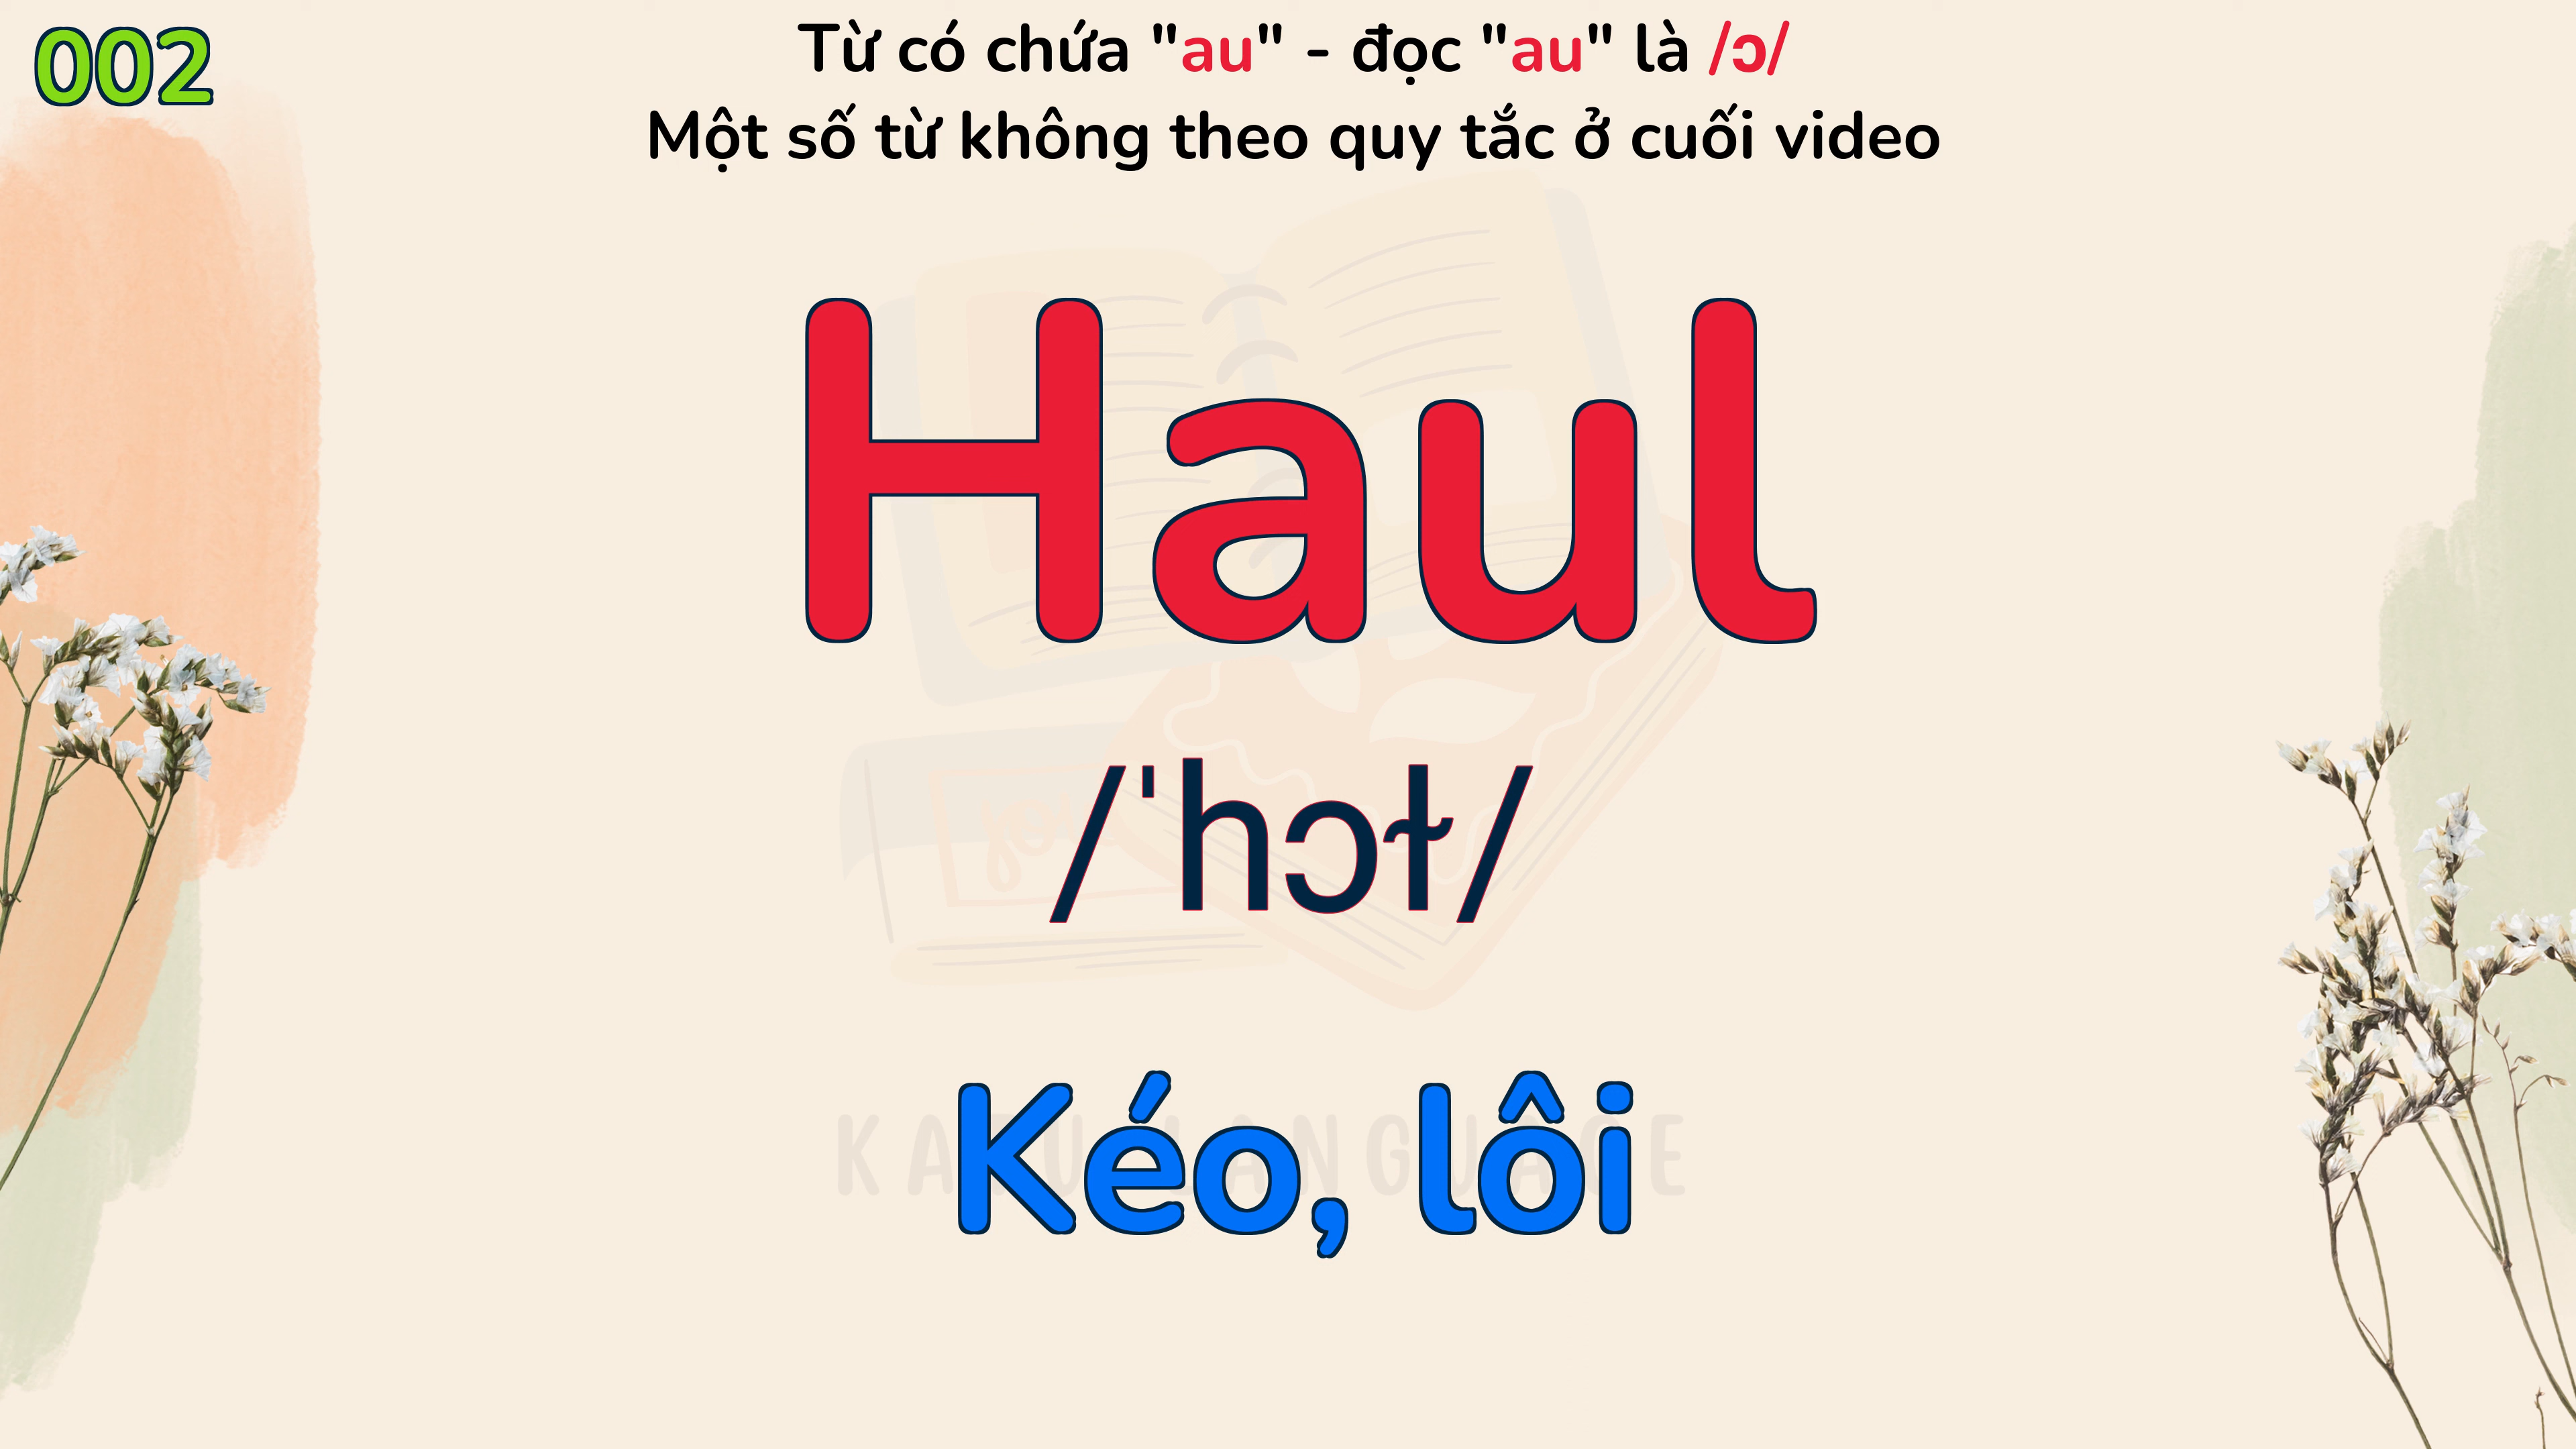 002
Từ có chứa "au" - đọc "au" là /ɔ/
Một số từ không theo quy tắc ở cuối video
Haul
/ˈhɔɫ/
Kéo, lôi